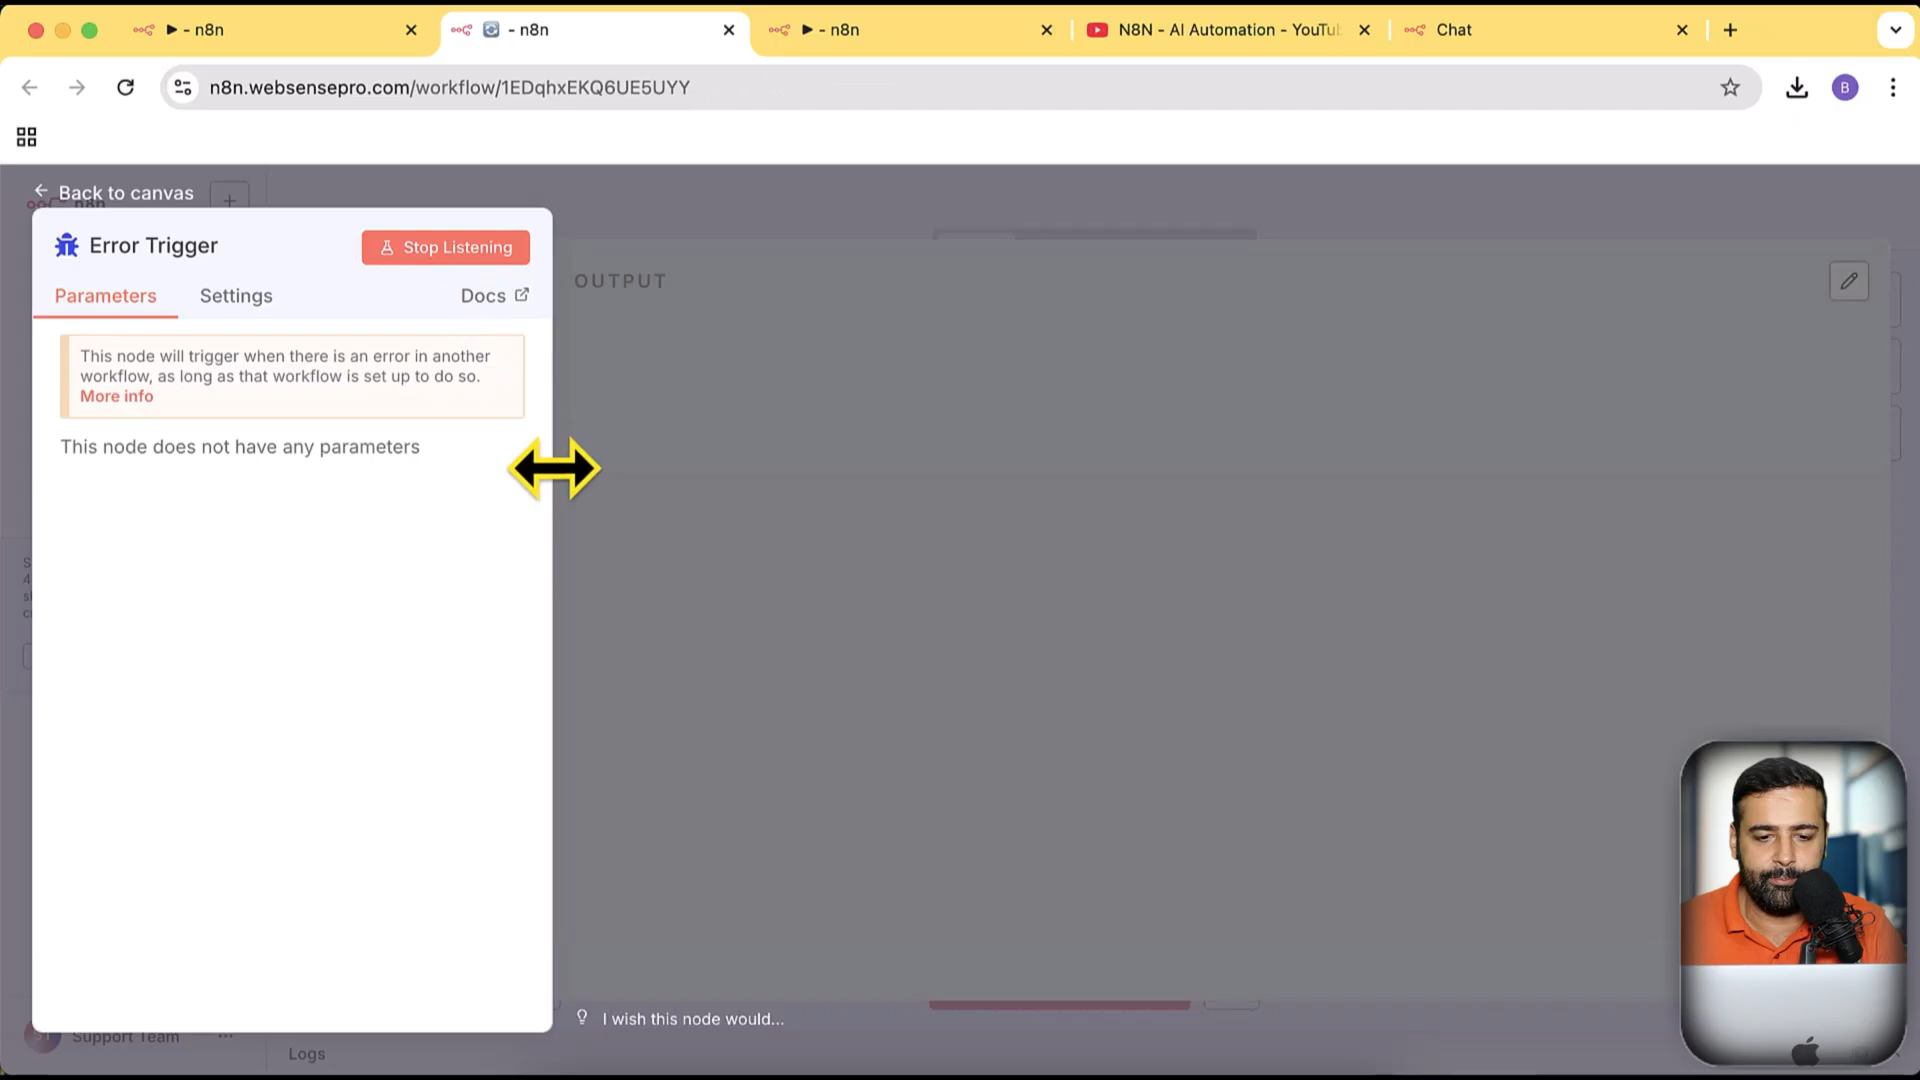 - n8n
- n8n
- n8n
N8N - AI Automation - YouTub
Chat
n8n.websensepro.com/workflow/1EDqhxEKQ6UE5UYY
B
Back to canvas
n8n
Error Trigger
Stop Listening
Parameters
Settings
Docs
OUTPUT
This node will trigger when there is an error in another
workflow, as long as that workflow is set up to do so.
More info
This node does not have any parameters
I wish this node would...
Support Team
Logs